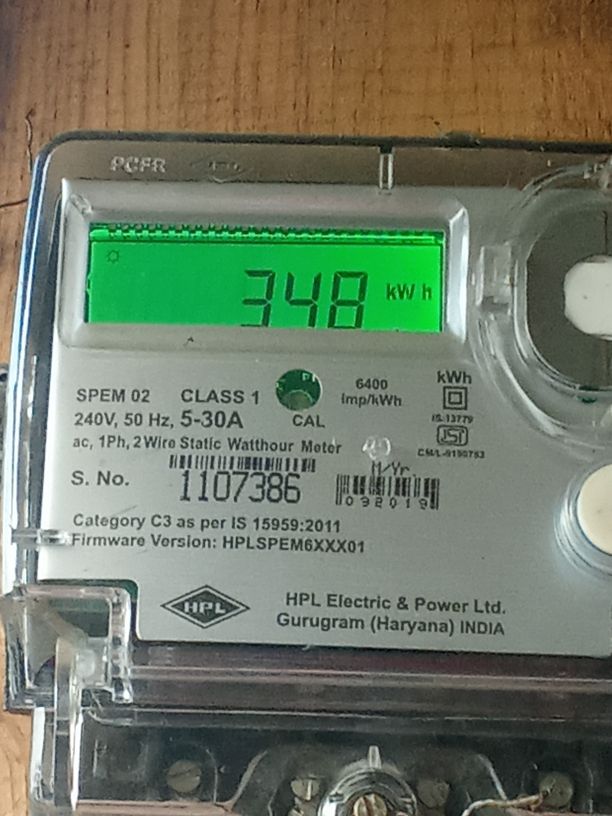 PCFR
348 kWh
SPEM 02 CLASS 1
240V, 50 Hz, 5-30A
CAL
6400
imp/kWh
kWh
IS-13779
ac, 1Ph, 2 Wire Static Watthour Meter
S. No.
1107386
M/Yr
092019
Category C3 as per IS 15959:2011
Firmware Version: HPLSPEM6XXX01
HPL
HPL Electric & Power Ltd.
Gurugram (Haryana) INDIA